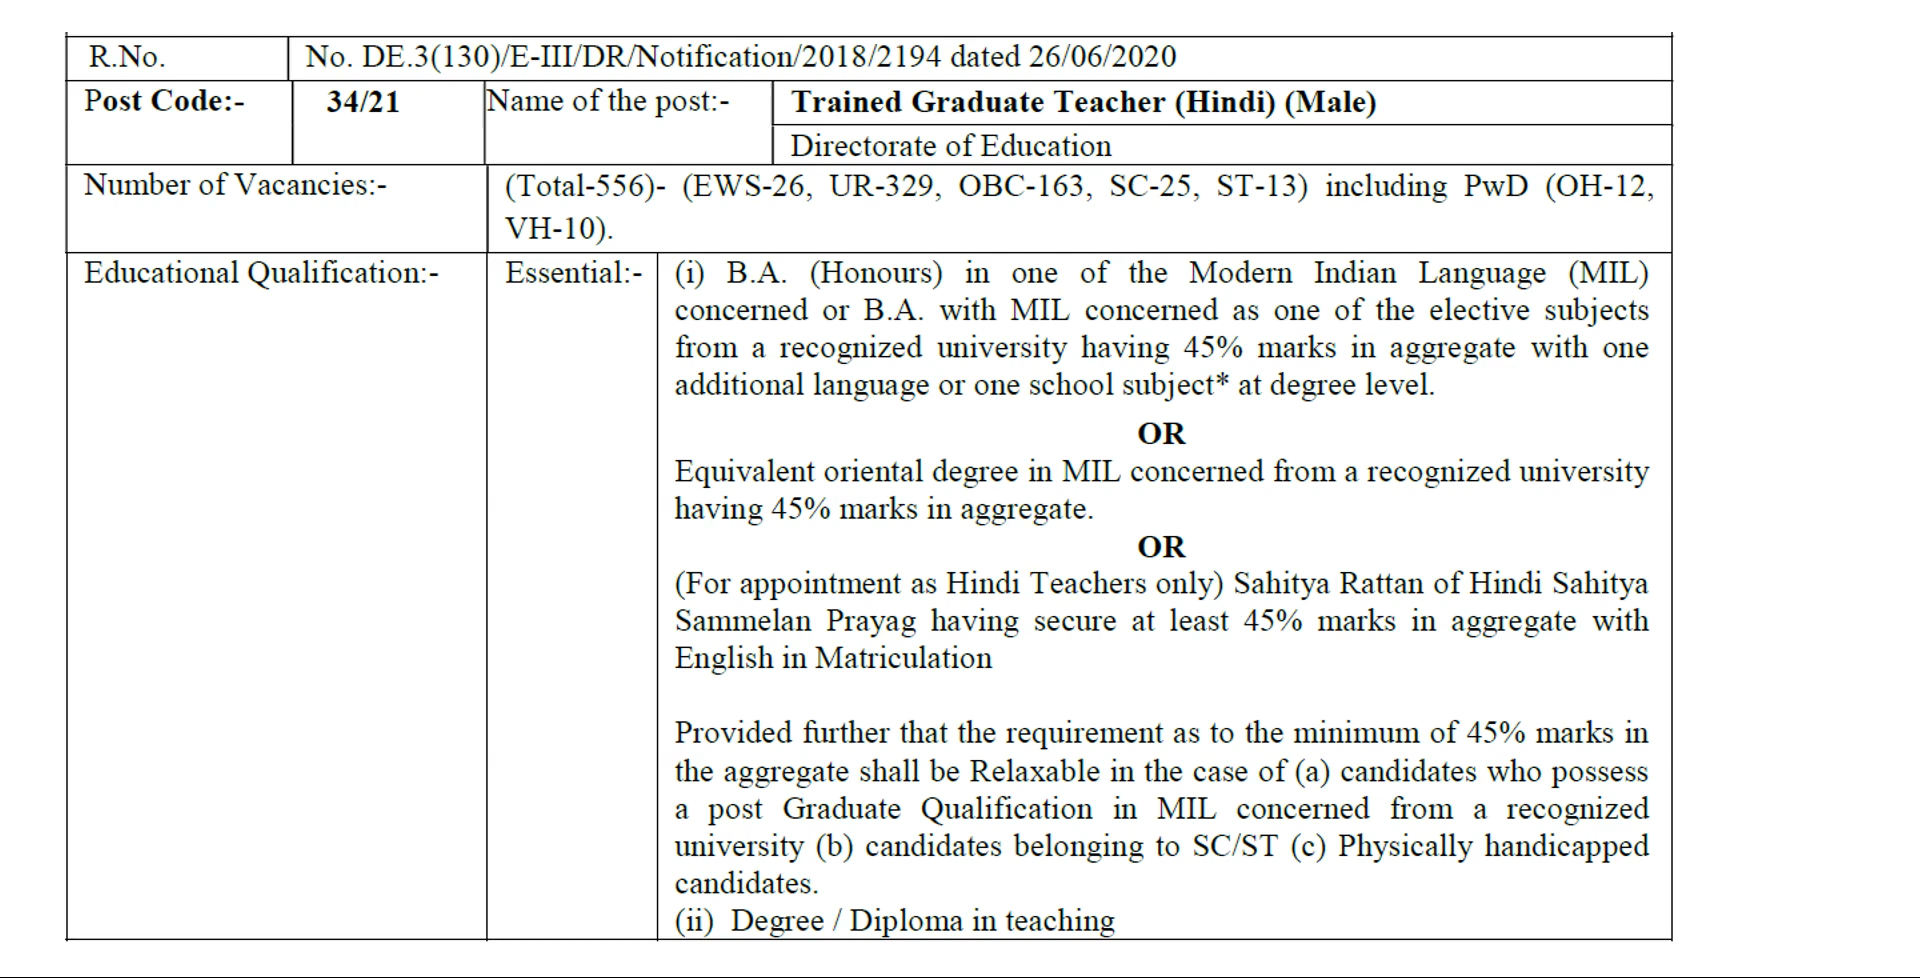 R.No. No. DE.3(130)/E-III/DR/Notification/2018/2194 dated 26/06/2020
Post Code:- 34/21 Name of the post:- Trained Graduate Teacher (Hindi) (Male)
Directorate of Education
Number of Vacancies:- (Total-556)- (EWS-26, UR-329, OBC-163, SC-25, ST-13) including PwD (OH-12,
VH-10).
Educational Qualification:- Essential:- (i) B.A. (Honours) in one of the Modern Indian Language (MIL)
concerned or B.A. with MIL concerned as one of the elective subjects
from a recognized university having 45% marks in aggregate with one
additional language or one school subject* at degree level.
OR
Equivalent oriental degree in MIL concerned from a recognized university
having 45% marks in aggregate.
OR
(For appointment as Hindi Teachers only) Sahitya Rattan of Hindi Sahitya
Sammelan Prayag having secure at least 45% marks in aggregate with
English in Matriculation
Provided further that the requirement as to the minimum of 45% marks in
the aggregate shall be Relaxable in the case of (a) candidates who possess
a post Graduate Qualification in MIL concerned from a recognized
university (b) candidates belonging to SC/ST (c) Physically handicapped
candidates.
(ii) Degree / Diploma in teaching